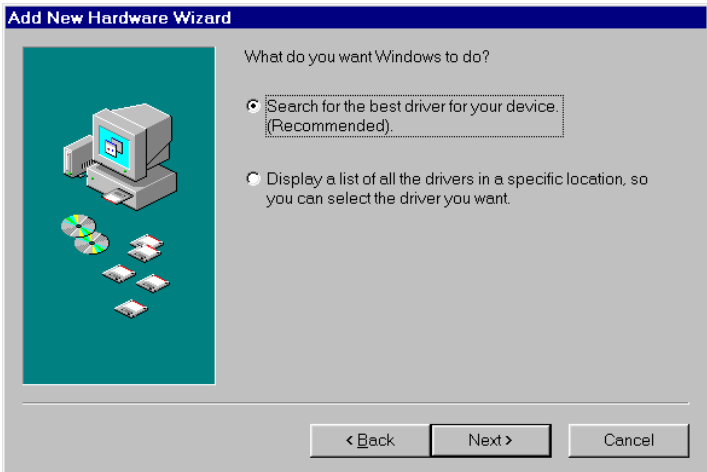 Add New Hardware Wizard
What do you want Windows to do?
Search for the best driver for your device.
(Recommended).
Display a list of all the drivers in a specific location, so
you can select the driver you want.
< Back
Next >
Cancel